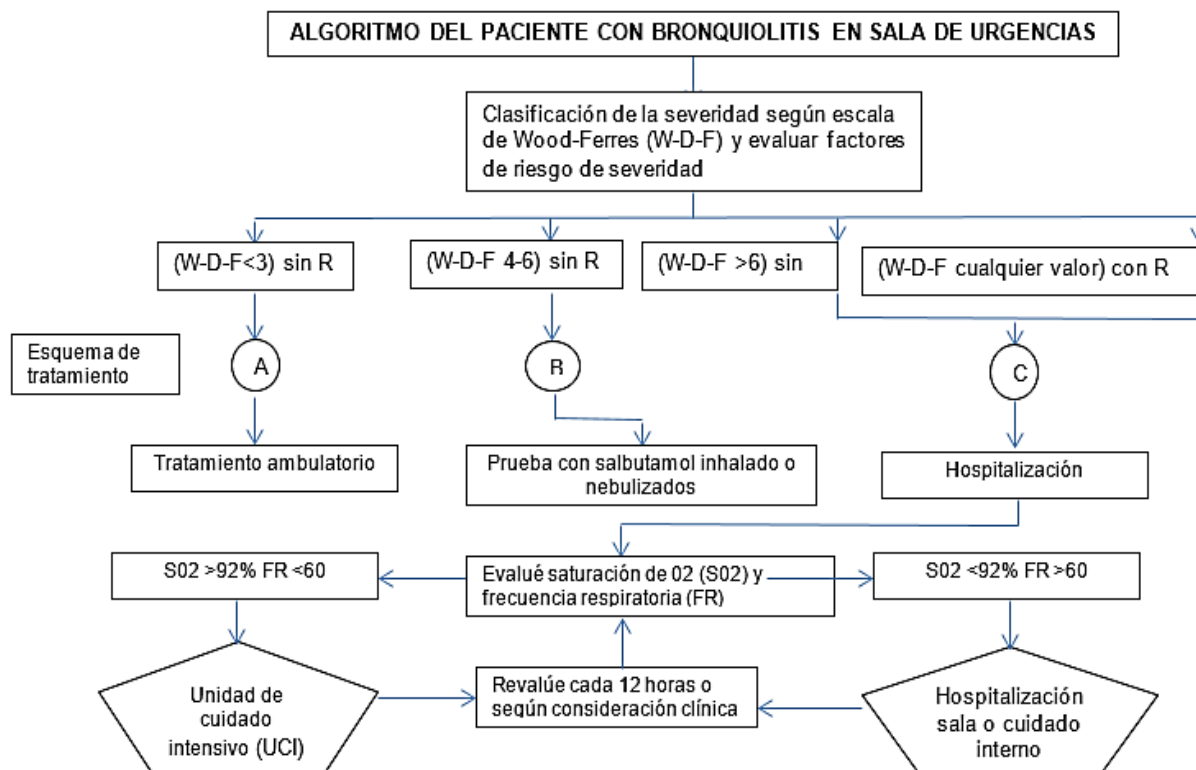 ALGORITMO DEL PACIENTE CON BRONQUIOLITIS EN SALA DE URGENCIAS
Clasificación de la severidad según escala
de Wood-Ferres (W-D-F) y evaluar factores
de riesgo de severidad
(W-D-F<3) sin R
(W-D-F 4-6) sin R
(W-D-F >6) sin
(W-D-F cualquier valor) con R
Esquema de
tratamiento
A
B
C
Tratamiento ambulatorio
Prueba con salbutamol inhalado o
nebulizados
Hospitalización
S02 >92% FR <60
Evalué saturación de 02 (S02) y
frecuencia respiratoria (FR)
S02 <92% FR >60
Unidad de
cuidado
intensivo (UCI)
Revalúe cada 12 horas o
según consideración clínica
Hospitalización
sala o cuidado
interno